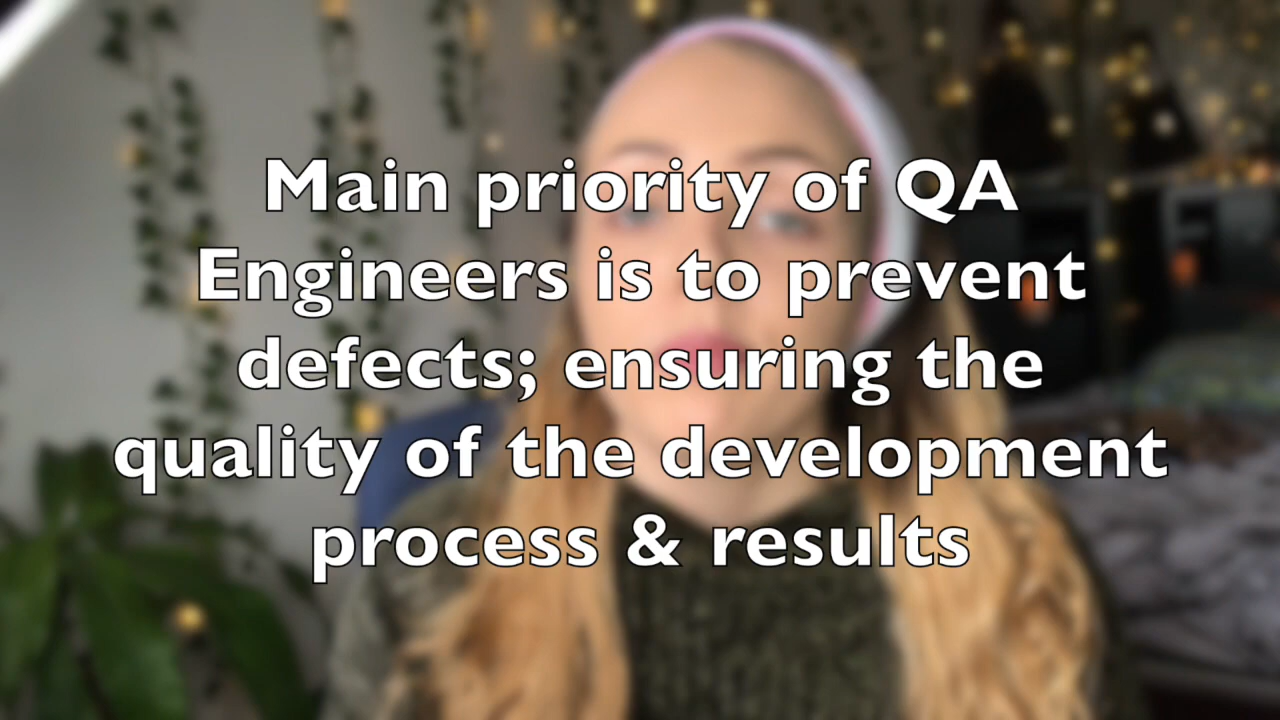 Main priority of QA
Engineers is to prevent
defects; ensuring the
quality of the development
process & results